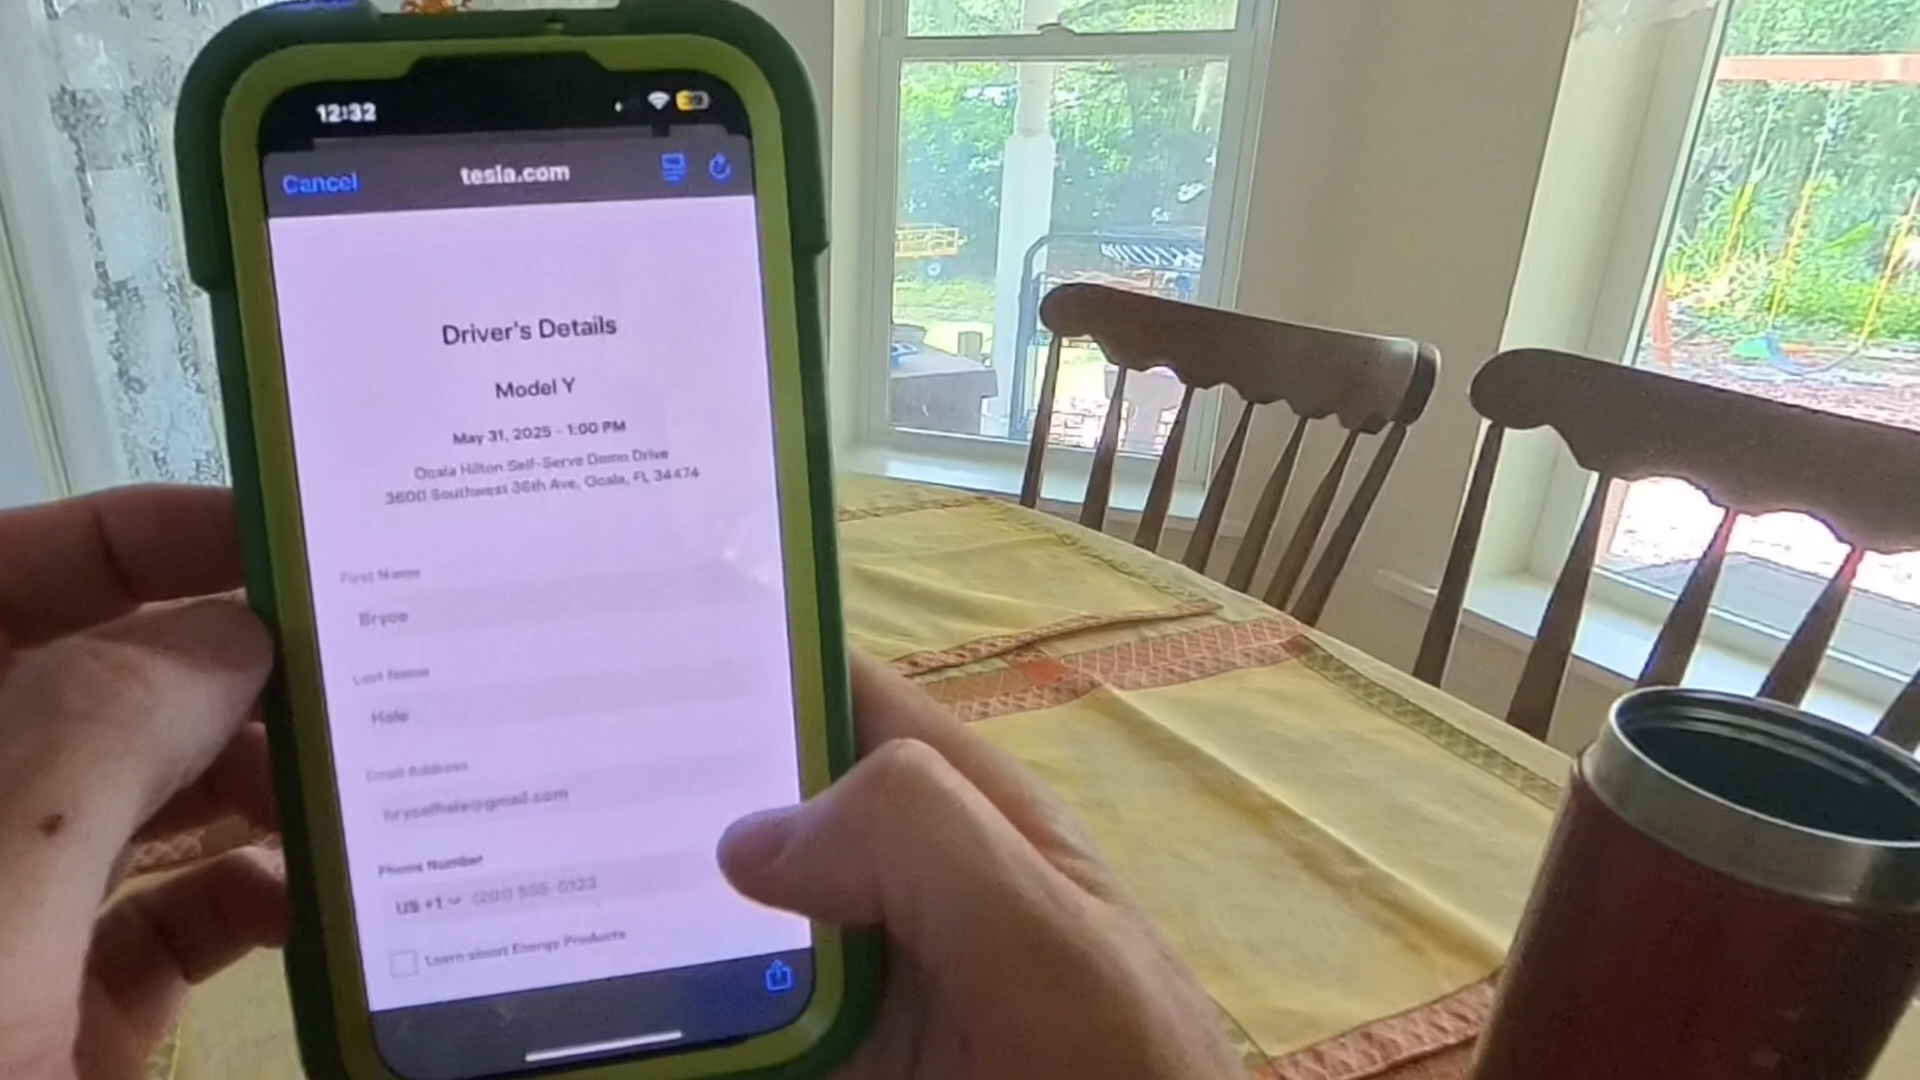 12:32
39
Cancel
tesla.com
Driver's Details
Model Y
May 31, 2025 - 1:00 PM
Ocala Hilton Self-Serve Demo Drive
3600 Southwest 36th Ave, Ocala, FL 34474
First Name
Bryce
Last Name
Hale
Email Address
@gmail.com
Phone Number
US +1 (201) 555-0123
Learn about Energy Products